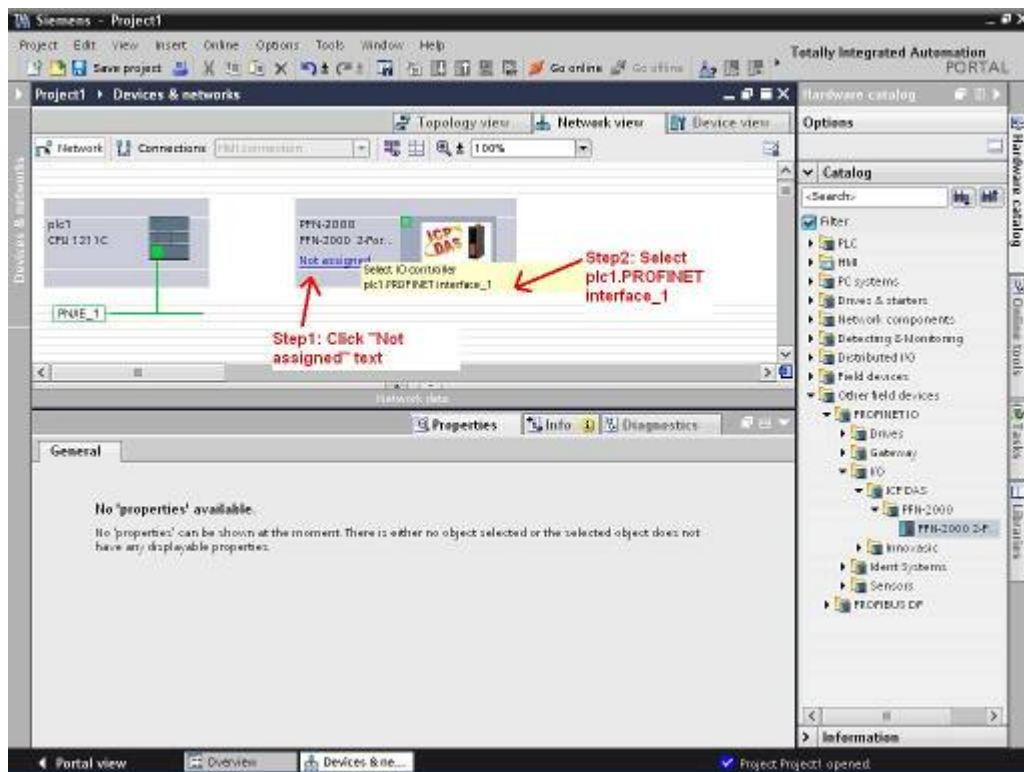 Siemens - Project1
Project Edit View Insert Online Options Tools Window Help
Totally Integrated Automation
PORTAL
Save project
Go online
Go offline
Project1 ▸ Devices & networks
Hardware catalog
Topology view
Network view
Device view
Options
Network
Connections
HMI connection
100%
Devices & networks
Catalog
<Search>
Filter
plc1
CPU 1211C
PFN-2000
PFN-2000 2-Por...
Not assigned
ICP DAS
Select IO controller
plc1.PROFINET interface_1
Step2: Select
plc1.PROFINET
interface_1
PN/IE_1
Step1: Click "Not
assigned" text
PLC
HMI
PC systems
Drives & starters
Network components
Detecting & Monitoring
Distributed I/O
Field devices
Other field devices
PROFINET IO
Drives
Gateway
I/O
ICP DAS
PFN-2000
PFN-2000 2-P...
Innovasic
Ident Systems
Sensors
PROFIBUS DP
Hardware catalog
Online tools
Tasks
Libraries
Network data
Properties
Info
Diagnostics
General
No 'properties' available.
No 'properties' can be shown at the moment. There is either no object selected or the selected object does not
have any displayable properties.
Information
Portal view
Overview
Devices & ne...
Project Project1 opened.